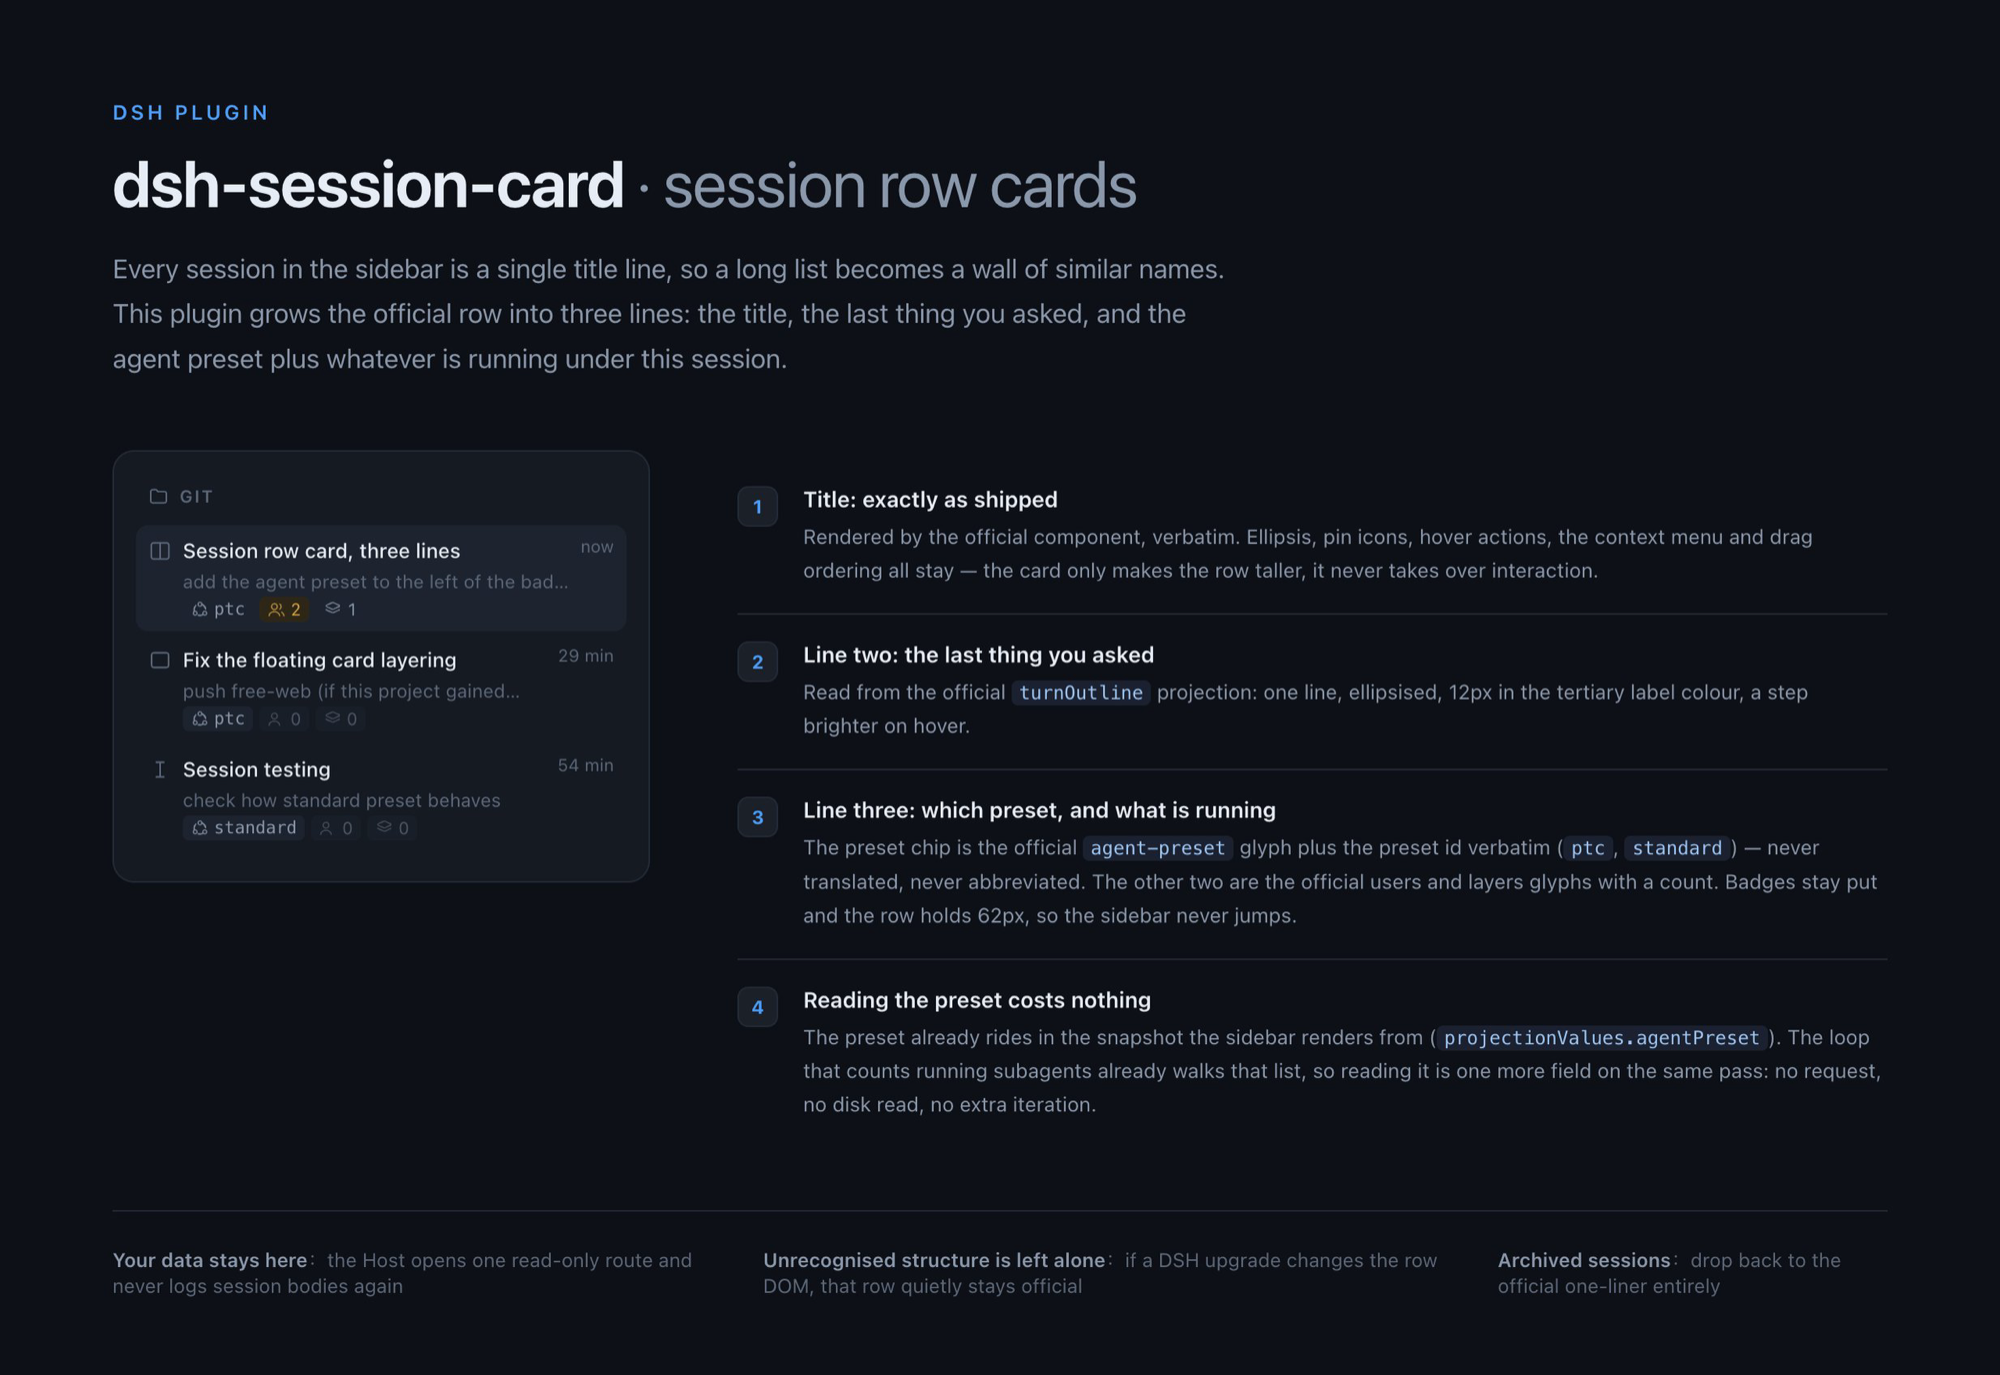 DSH PLUGIN
dsh-session-card · session row cards
Every session in the sidebar is a single title line, so a long list becomes a wall of similar names.
This plugin grows the official row into three lines: the title, the last thing you asked, and the
agent preset plus whatever is running under this session.
GIT
Session row card, three lines now
add the agent preset to the left of the bad...
ptc 2 1
Fix the floating card layering 29 min
push free-web (if this project gained...
ptc 0 0
Session testing 54 min
check how standard preset behaves
standard 0 0
1 Title: exactly as shipped
Rendered by the official component, verbatim. Ellipsis, pin icons, hover actions, the context menu and drag
ordering all stay — the card only makes the row taller, it never takes over interaction.
2 Line two: the last thing you asked
Read from the official turnOutline projection: one line, ellipsised, 12px in the tertiary label colour, a step
brighter on hover.
3 Line three: which preset, and what is running
The preset chip is the official agent-preset glyph plus the preset id verbatim (ptc, standard) — never
translated, never abbreviated. The other two are the official users and layers glyphs with a count. Badges stay put
and the row holds 62px, so the sidebar never jumps.
4 Reading the preset costs nothing
The preset already rides in the snapshot the sidebar renders from (projectionValues.agentPreset). The loop
that counts running subagents already walks that list, so reading it is one more field on the same pass: no request,
no disk read, no extra iteration.
Your data stays here: the Host opens one read-only route and
never logs session bodies again
Unrecognised structure is left alone: if a DSH upgrade changes the row
DOM, that row quietly stays official
Archived sessions: drop back to the
official one-liner entirely